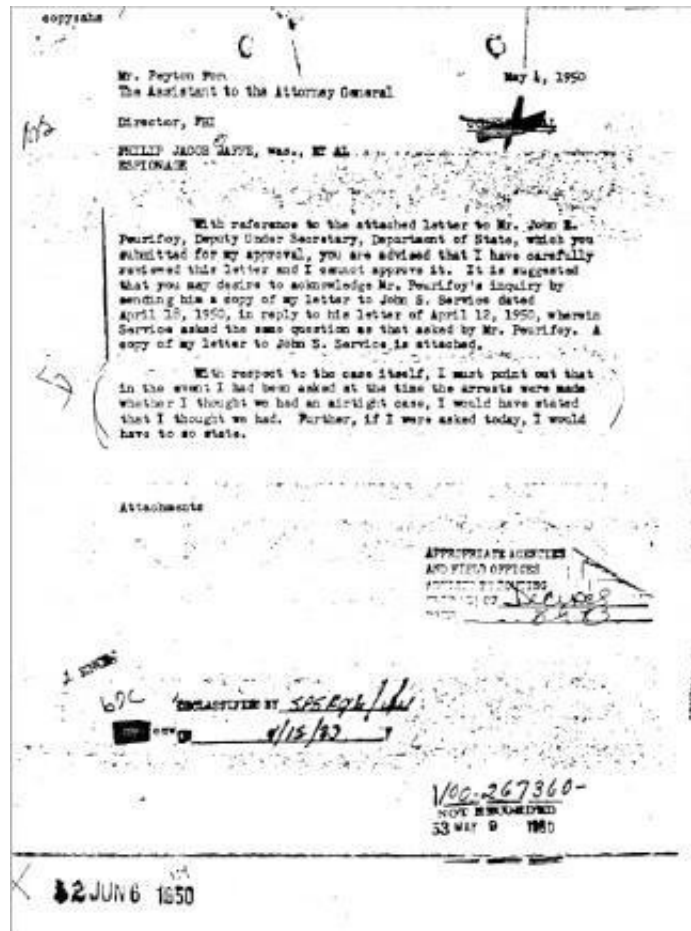 copy:ahs
Mr. Peyton Ford
May 4, 1950
The Assistant to the Attorney General
Director, FBI
PHILIP JACOB JAFFE, was., ET AL
ESPIONAGE
With reference to the attached letter to Mr. John E.
Peurifoy, Deputy Under Secretary, Department of State, which you
submitted for my approval, you are advised that I have carefully
reviewed this letter and I cannot approve it. It is suggested
that you may desire to acknowledge Mr. Peurifoy's inquiry by
sending him a copy of my letter to John S. Service dated
April 18, 1950, in reply to his letter of April 12, 1950, wherein
Service asked the same question as that asked by Mr. Peurifoy. A
copy of my letter to John S. Service is attached.
With respect to the case itself, I must point out that
in the event I had been asked at the time the arrests were made
whether I thought we had an airtight case, I would have stated
that I thought we had. Further, if I were asked today, I would
have to so state.
Attachments
APPROPRIATE AGENCIES
AND FIELD OFFICES
b7C
DECLASSIFIED BY
ON 4/15/83
100-267360-
NOT RECORDED
53 MAY 9 1950
52 JUN 6 1950